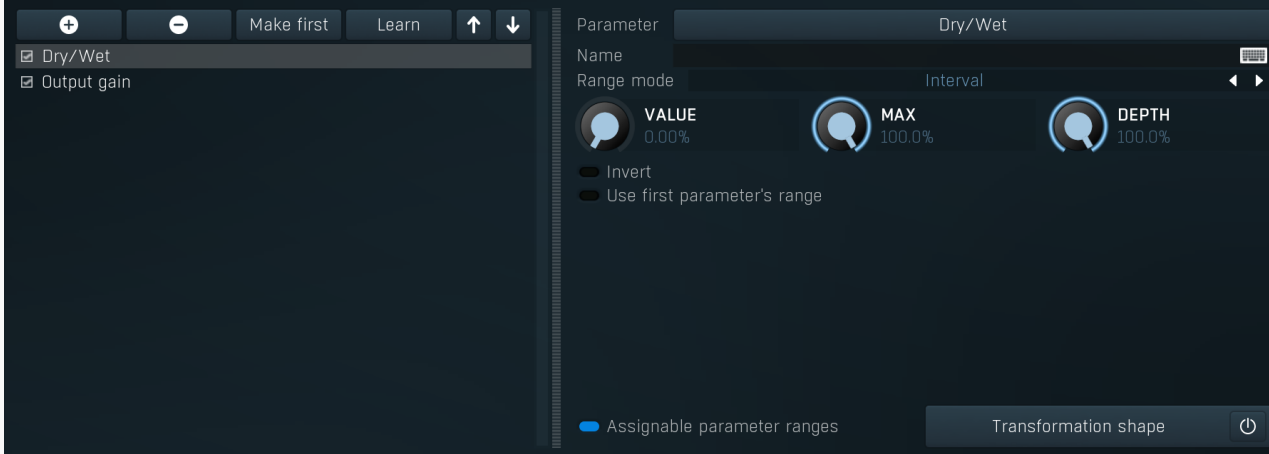 Make first Learn
Dry/Wet
Output gain
Parameter Dry/Wet
Name
Range mode Interval
VALUE MAX DEPTH
0.00% 100.0% 100.0%
Invert
Use first parameter's range
Assignable parameter ranges Transformation shape